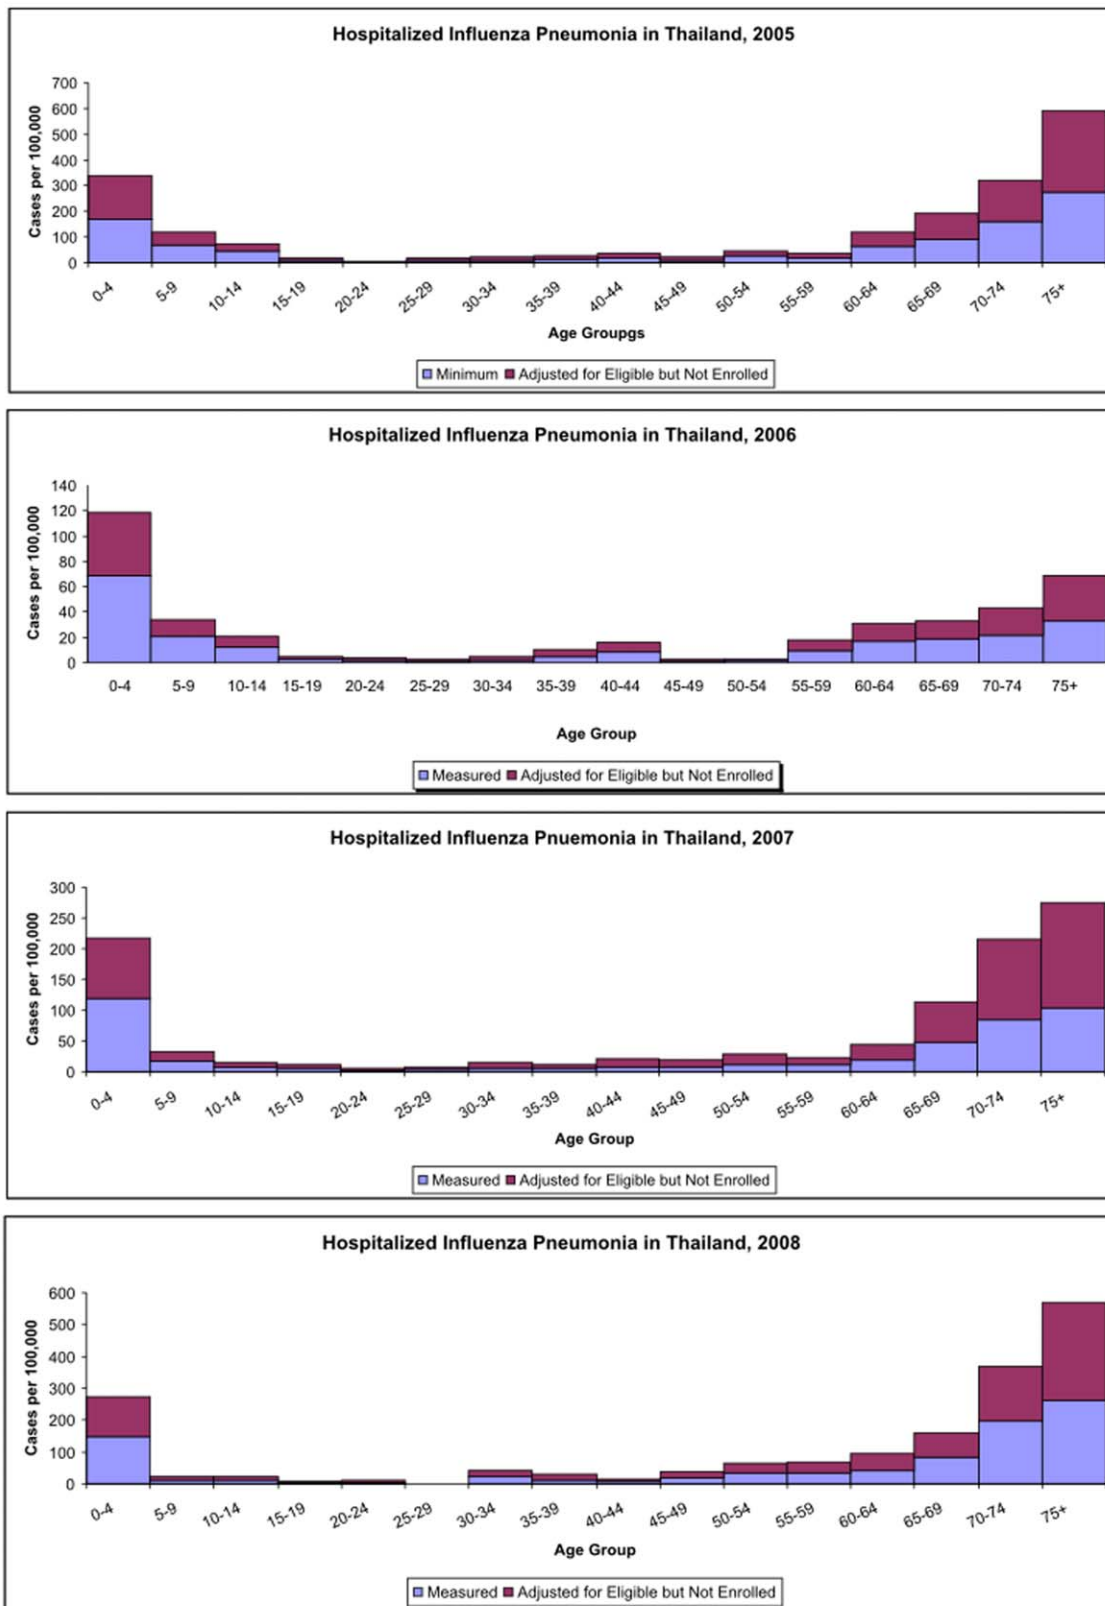 Hospitalized Influenza Pneumonia in Thailand, 2005
Cases per 100,000
700
600
500
400
300
200
100
0
0-4 5-9 10-14 15-19 20-24 25-29 30-34 35-39 40-44 45-49 50-54 55-59 60-64 65-69 70-74 75+
Age Groupgs
Minimum Adjusted for Eligible but Not Enrolled
Hospitalized Influenza Pneumonia in Thailand, 2006
Cases per 100,000
140
120
100
80
60
40
20
0
0-4 5-9 10-14 15-19 20-24 25-29 30-34 35-39 40-44 45-49 50-54 55-59 60-64 65-69 70-74 75+
Age Group
Measured Adjusted for Eligible but Not Enrolled
Hospitalized Influenza Pnuemonia in Thailand, 2007
Cases per 100,000
300
250
200
150
100
50
0
0-4 5-9 10-14 15-19 20-24 25-29 30-34 35-39 40-44 45-49 50-54 55-59 60-64 65-69 70-74 75+
Age Group
Measured Adjusted for Eligible but Not Enrolled
Hospitalized Influenza Pneumonia in Thailand, 2008
Cases per 100,000
600
500
400
300
200
100
0
0-4 5-9 10-14 15-19 20-24 25-29 30-34 35-39 40-44 45-49 50-54 55-59 60-64 65-69 70-74 75+
Age Group
Measured Adjusted for Eligible but Not Enrolled